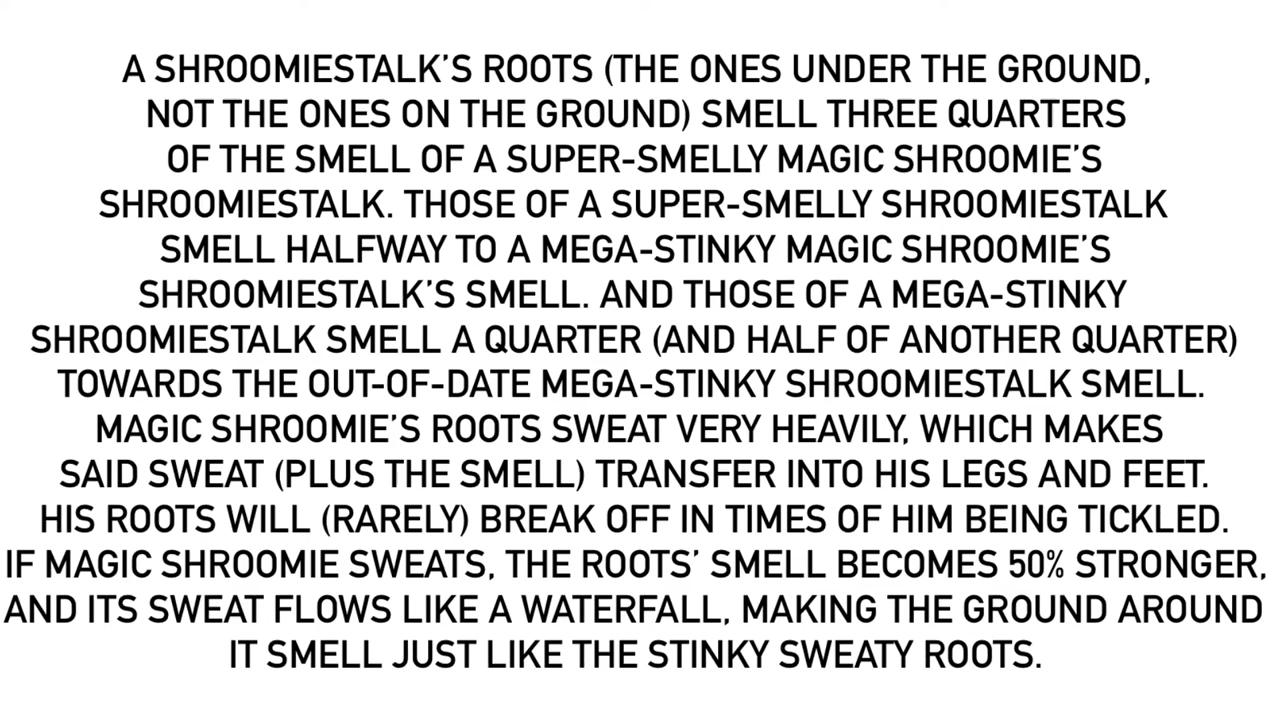 A SHROOMIESTALK’S ROOTS (THE ONES UNDER THE GROUND,
NOT THE ONES ON THE GROUND) SMELL THREE QUARTERS
OF THE SMELL OF A SUPER-SMELLY MAGIC SHROOMIE’S
SHROOMIESTALK. THOSE OF A SUPER-SMELLY SHROOMIESTALK
SMELL HALFWAY TO A MEGA-STINKY MAGIC SHROOMIE’S
SHROOMIESTALK’S SMELL. AND THOSE OF A MEGA-STINKY
SHROOMIESTALK SMELL A QUARTER (AND HALF OF ANOTHER QUARTER)
TOWARDS THE OUT-OF-DATE MEGA-STINKY SHROOMIESTALK SMELL.
MAGIC SHROOMIE’S ROOTS SWEAT VERY HEAVILY, WHICH MAKES
SAID SWEAT (PLUS THE SMELL) TRANSFER INTO HIS LEGS AND FEET.
HIS ROOTS WILL (RARELY) BREAK OFF IN TIMES OF HIM BEING TICKLED.
IF MAGIC SHROOMIE SWEATS, THE ROOTS’ SMELL BECOMES 50% STRONGER,
AND ITS SWEAT FLOWS LIKE A WATERFALL, MAKING THE GROUND AROUND
IT SMELL JUST LIKE THE STINKY SWEATY ROOTS.